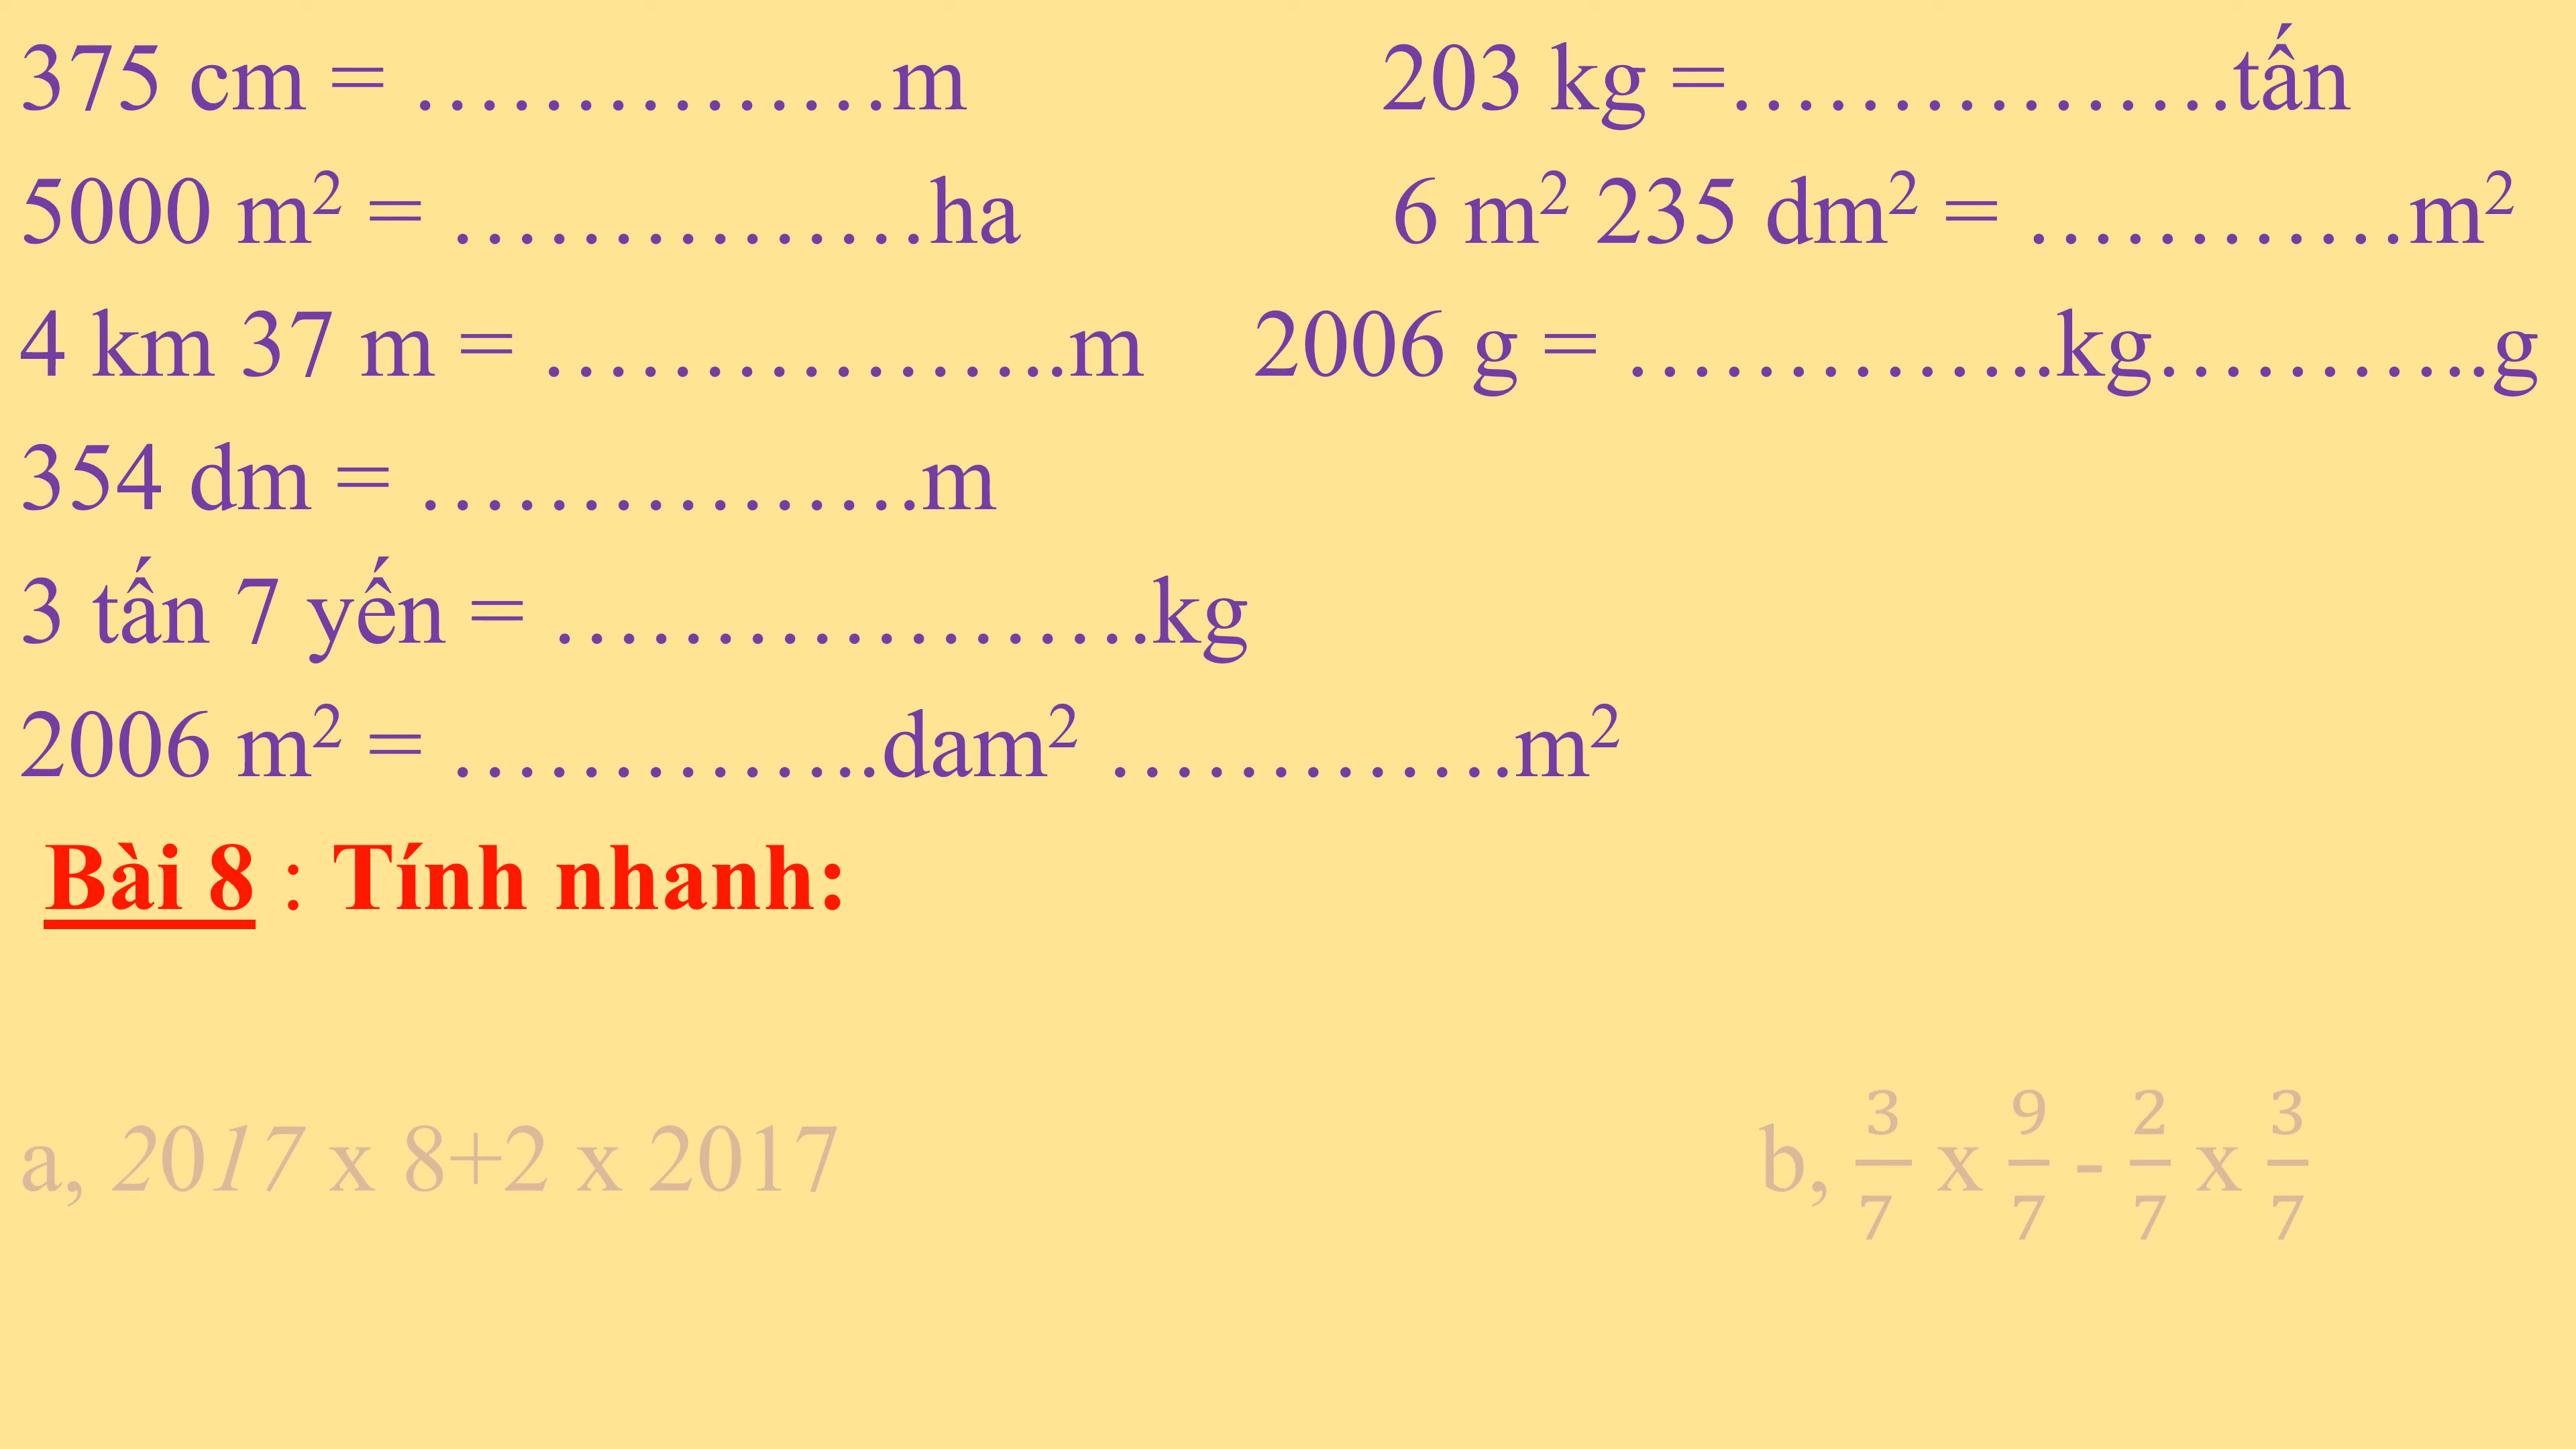 375 cm = ……………m 203 kg =…………….tấn
5000 m² = ……………ha 6 m² 235 dm² = …………m²
4 km 37 m = ……………..m 2006 g = …………..kg………..g
354 dm = …………….m
3 tấn 7 yến = ……………….kg
2006 m² = ………….dam² ………….m²
Bài 8 : Tính nhanh:
a, 2017 x 8+2 x 2017 b, 3/7 x 9/7 - 2/7 x 3/7